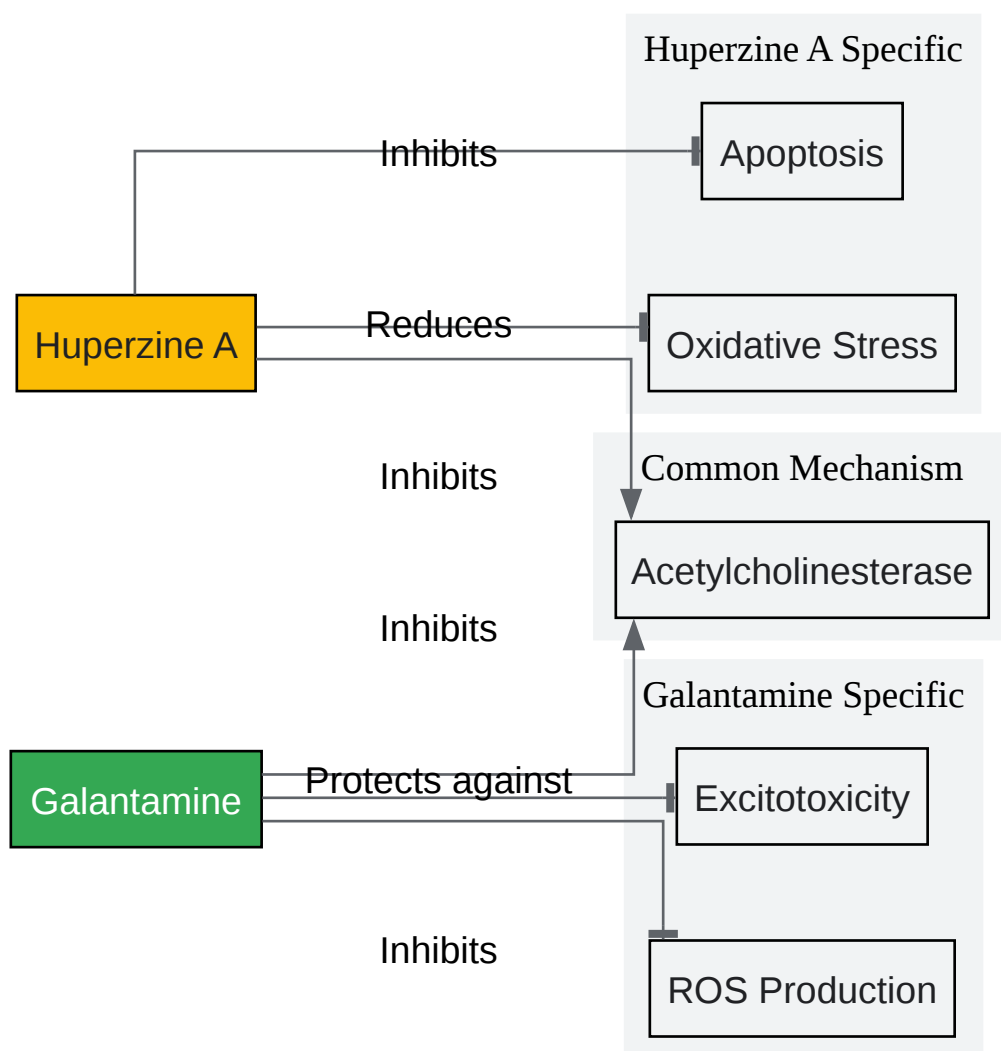 Huperzine A Specific
Inhibits
Apoptosis
Huperzine A
Reduces
Oxidative Stress
Inhibits
Common Mechanism
Acetylcholinesterase
Inhibits
Galantamine Specific
Galantamine
Protects against
Excitotoxicity
Inhibits
ROS Production